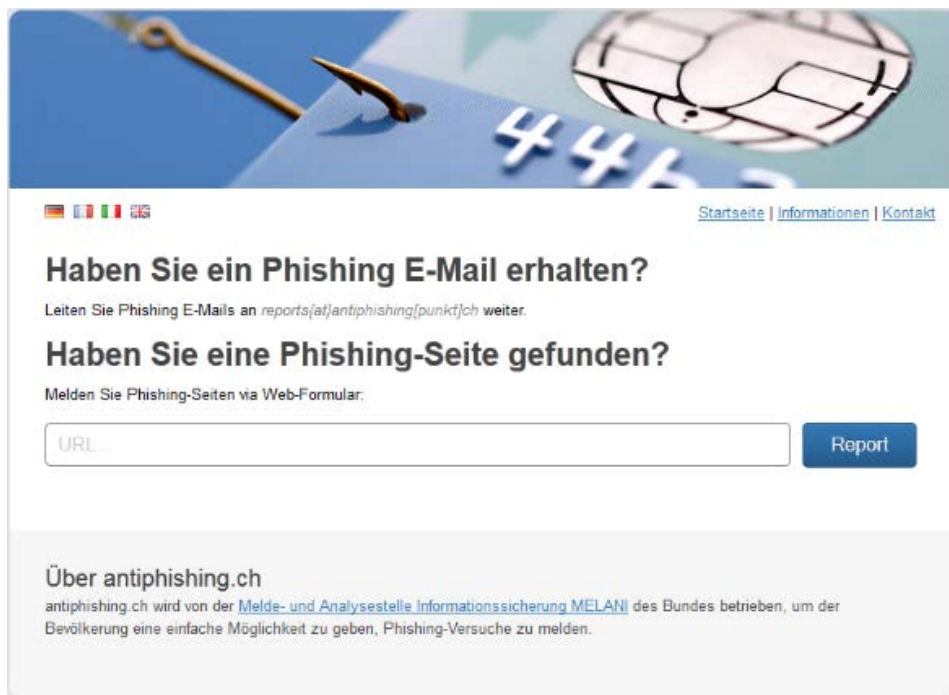 4463
Startseite | Informationen | Kontakt
Haben Sie ein Phishing E-Mail erhalten?
Leiten Sie Phishing E-Mails an reports[at]antiphishing[punkt]ch weiter.
Haben Sie eine Phishing-Seite gefunden?
Melden Sie Phishing-Seiten via Web-Formular:
URL... Report
Über antiphishing.ch
antiphishing.ch wird von der Melde- und Analysestelle Informationssicherung MELANI des Bundes betrieben, um der
Bevölkerung eine einfache Möglichkeit zu geben, Phishing-Versuche zu melden.